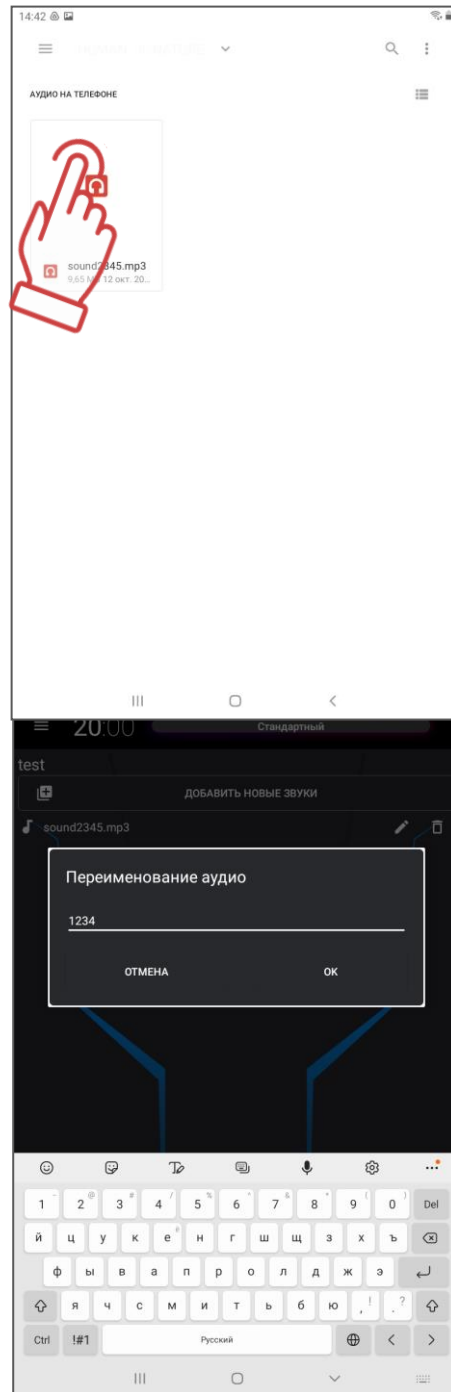 14:42
АУДИО НА ТЕЛЕФОНЕ
sound2345.mp3
12 окт. 20...
20:00
Стандартный
test
ДОБАВИТЬ НОВЫЕ ЗВУКИ
sound2345.mp3
Переименование аудио
1234
ОТМЕНА OK
1 2 @ 3 # 4 / 5 % 6 ^ 7 & 8 * 9 ( 0 ) Del
й ц у к е ё н г ш щ з х ъ
ф ы в а п р о л д ж э
я ч с м и т ь б ю , ! . ?
Ctrl !#1 Русский < >